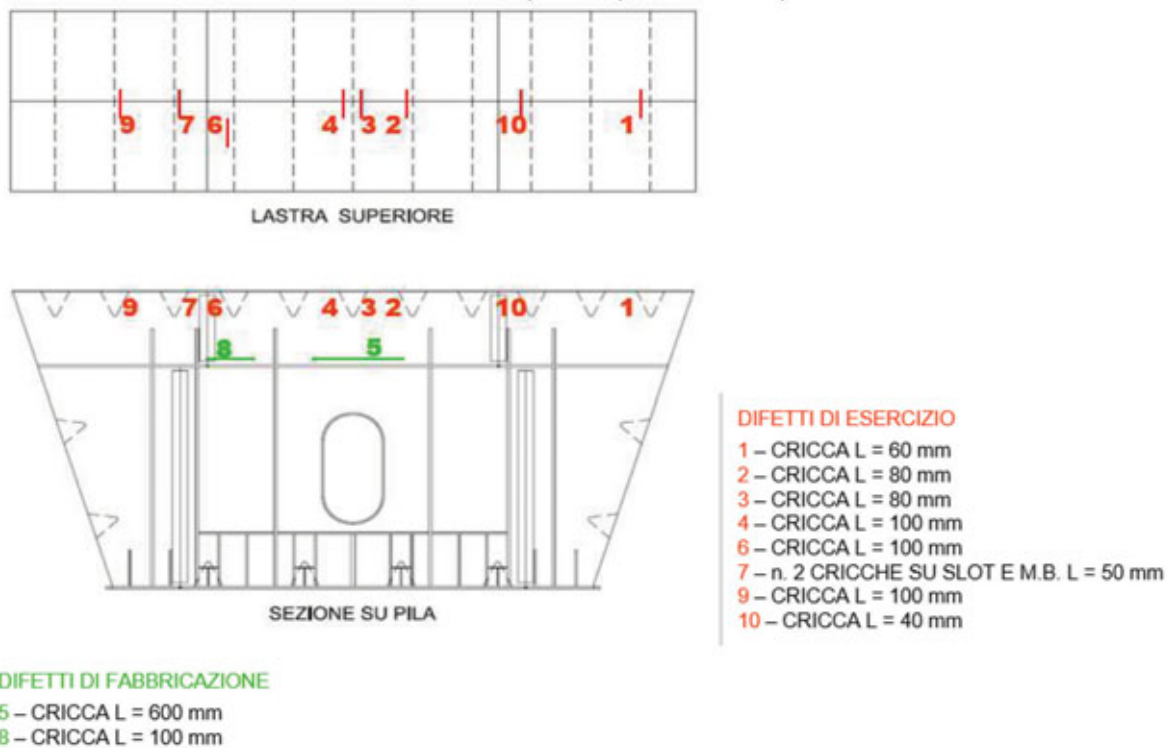 9 7 6 4 3 2 10 1
LASTRA SUPERIORE
9 7 6 4 3 2 10 1
8 5
SEZIONE SU PILA
DIFETTI DI ESERCIZIO
1 – CRICCA L = 60 mm
2 – CRICCA L = 80 mm
3 – CRICCA L = 80 mm
4 – CRICCA L = 100 mm
6 – CRICCA L = 100 mm
7 – n. 2 CRICCHE SU SLOT E M.B. L = 50 mm
9 – CRICCA L = 100 mm
10 – CRICCA L = 40 mm
DIFETTI DI FABBRICAZIONE
5 – CRICCA L = 600 mm
8 – CRICCA L = 100 mm